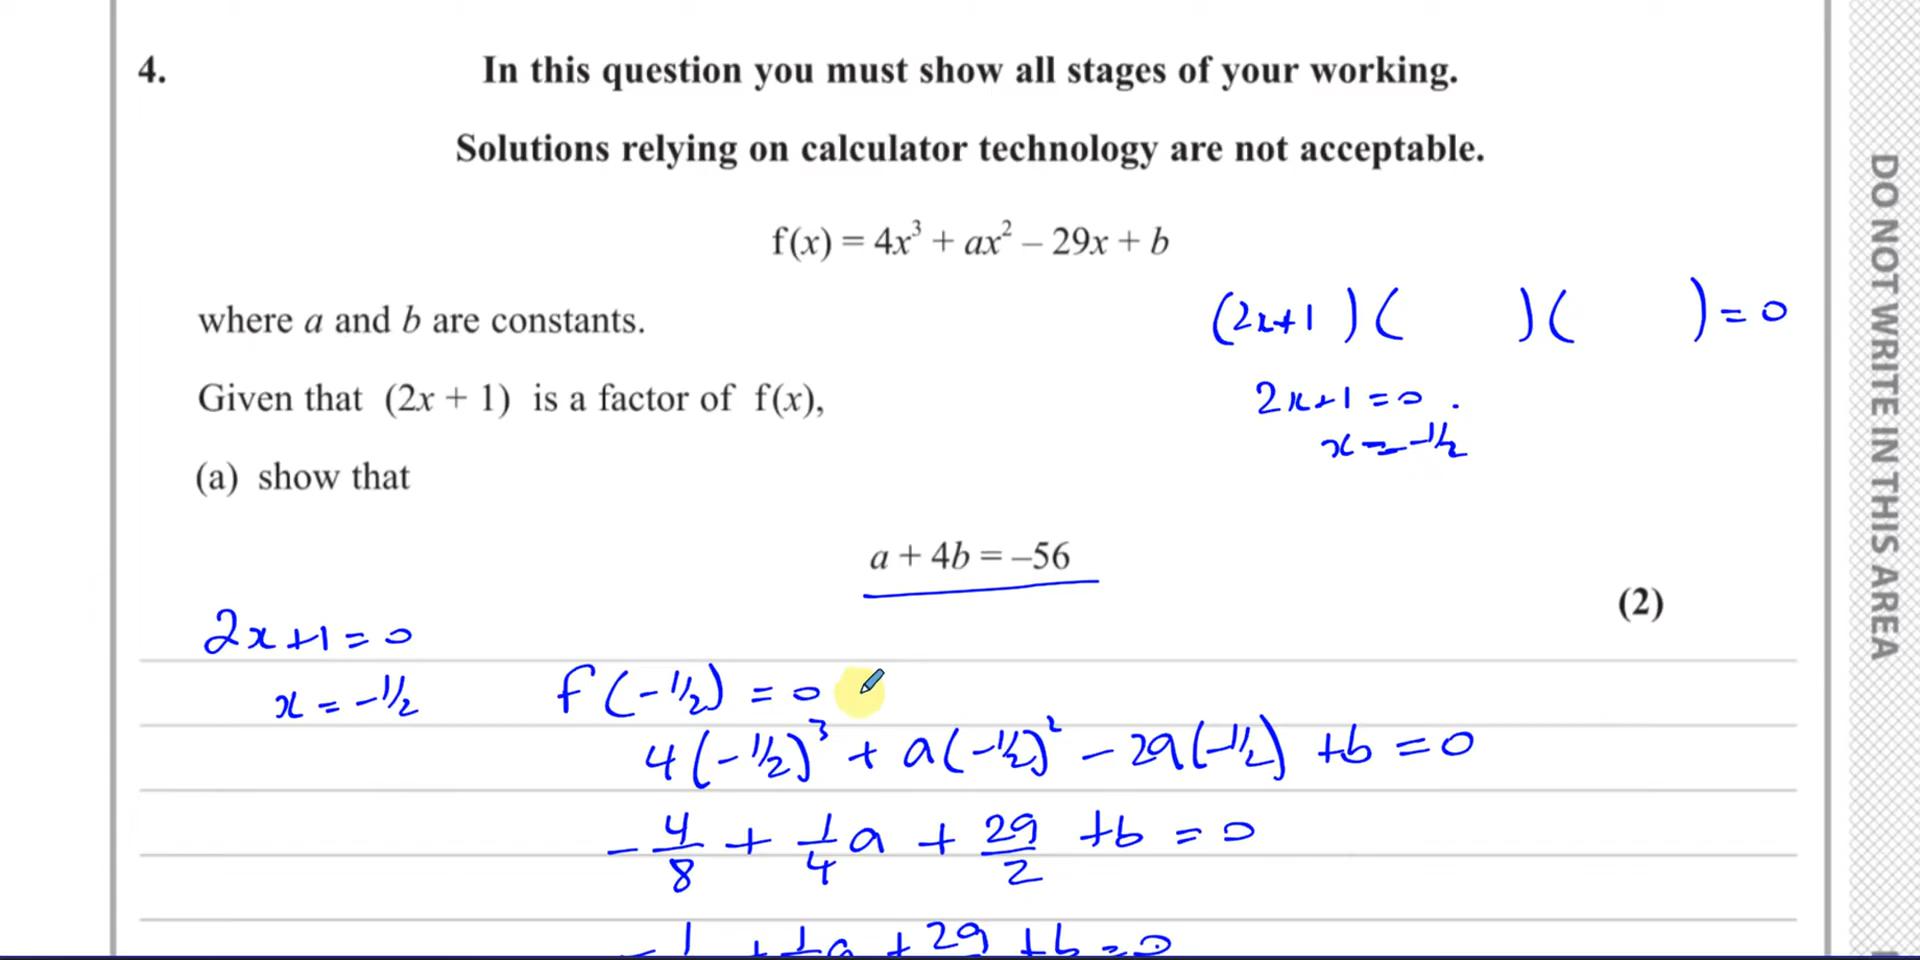 4. In this question you must show all stages of your working.
Solutions relying on calculator technology are not acceptable.
f(x) = 4x³ + ax² – 29x + b
where a and b are constants.
(2x+1)( )( ) = 0
Given that (2x + 1) is a factor of f(x),
2x+1 = 0
x = -1/2
(a) show that
a + 4b = –56
(2)
2x+1 = 0
x = -1/2
f(-1/2) = 0
4(-1/2)³ + a(-1/2)² - 29(-1/2) + b = 0
- 4/8 + 1/4 a + 29/2 + b = 0
DO NOT WRITE IN THIS AREA